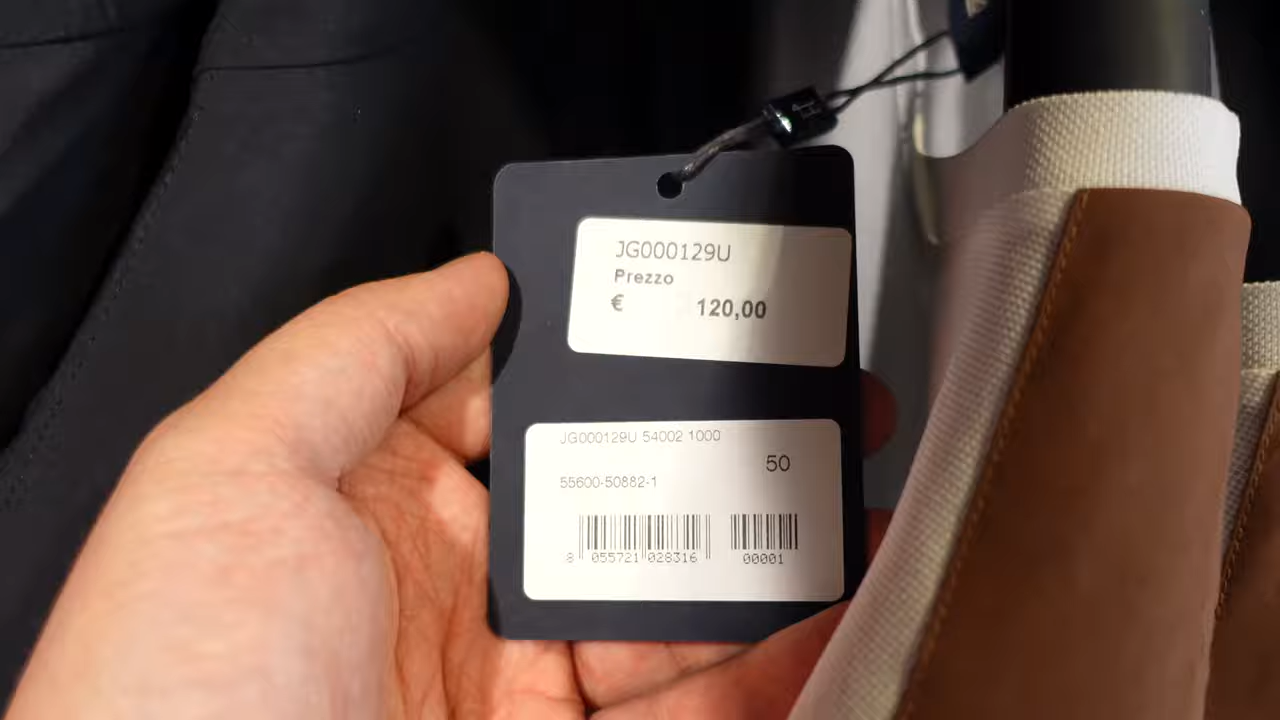 JG000129U
Prezzo
€ 120,00
JG000129U 54002 1000
50
55600-50882-1
8 055721 028316 00001